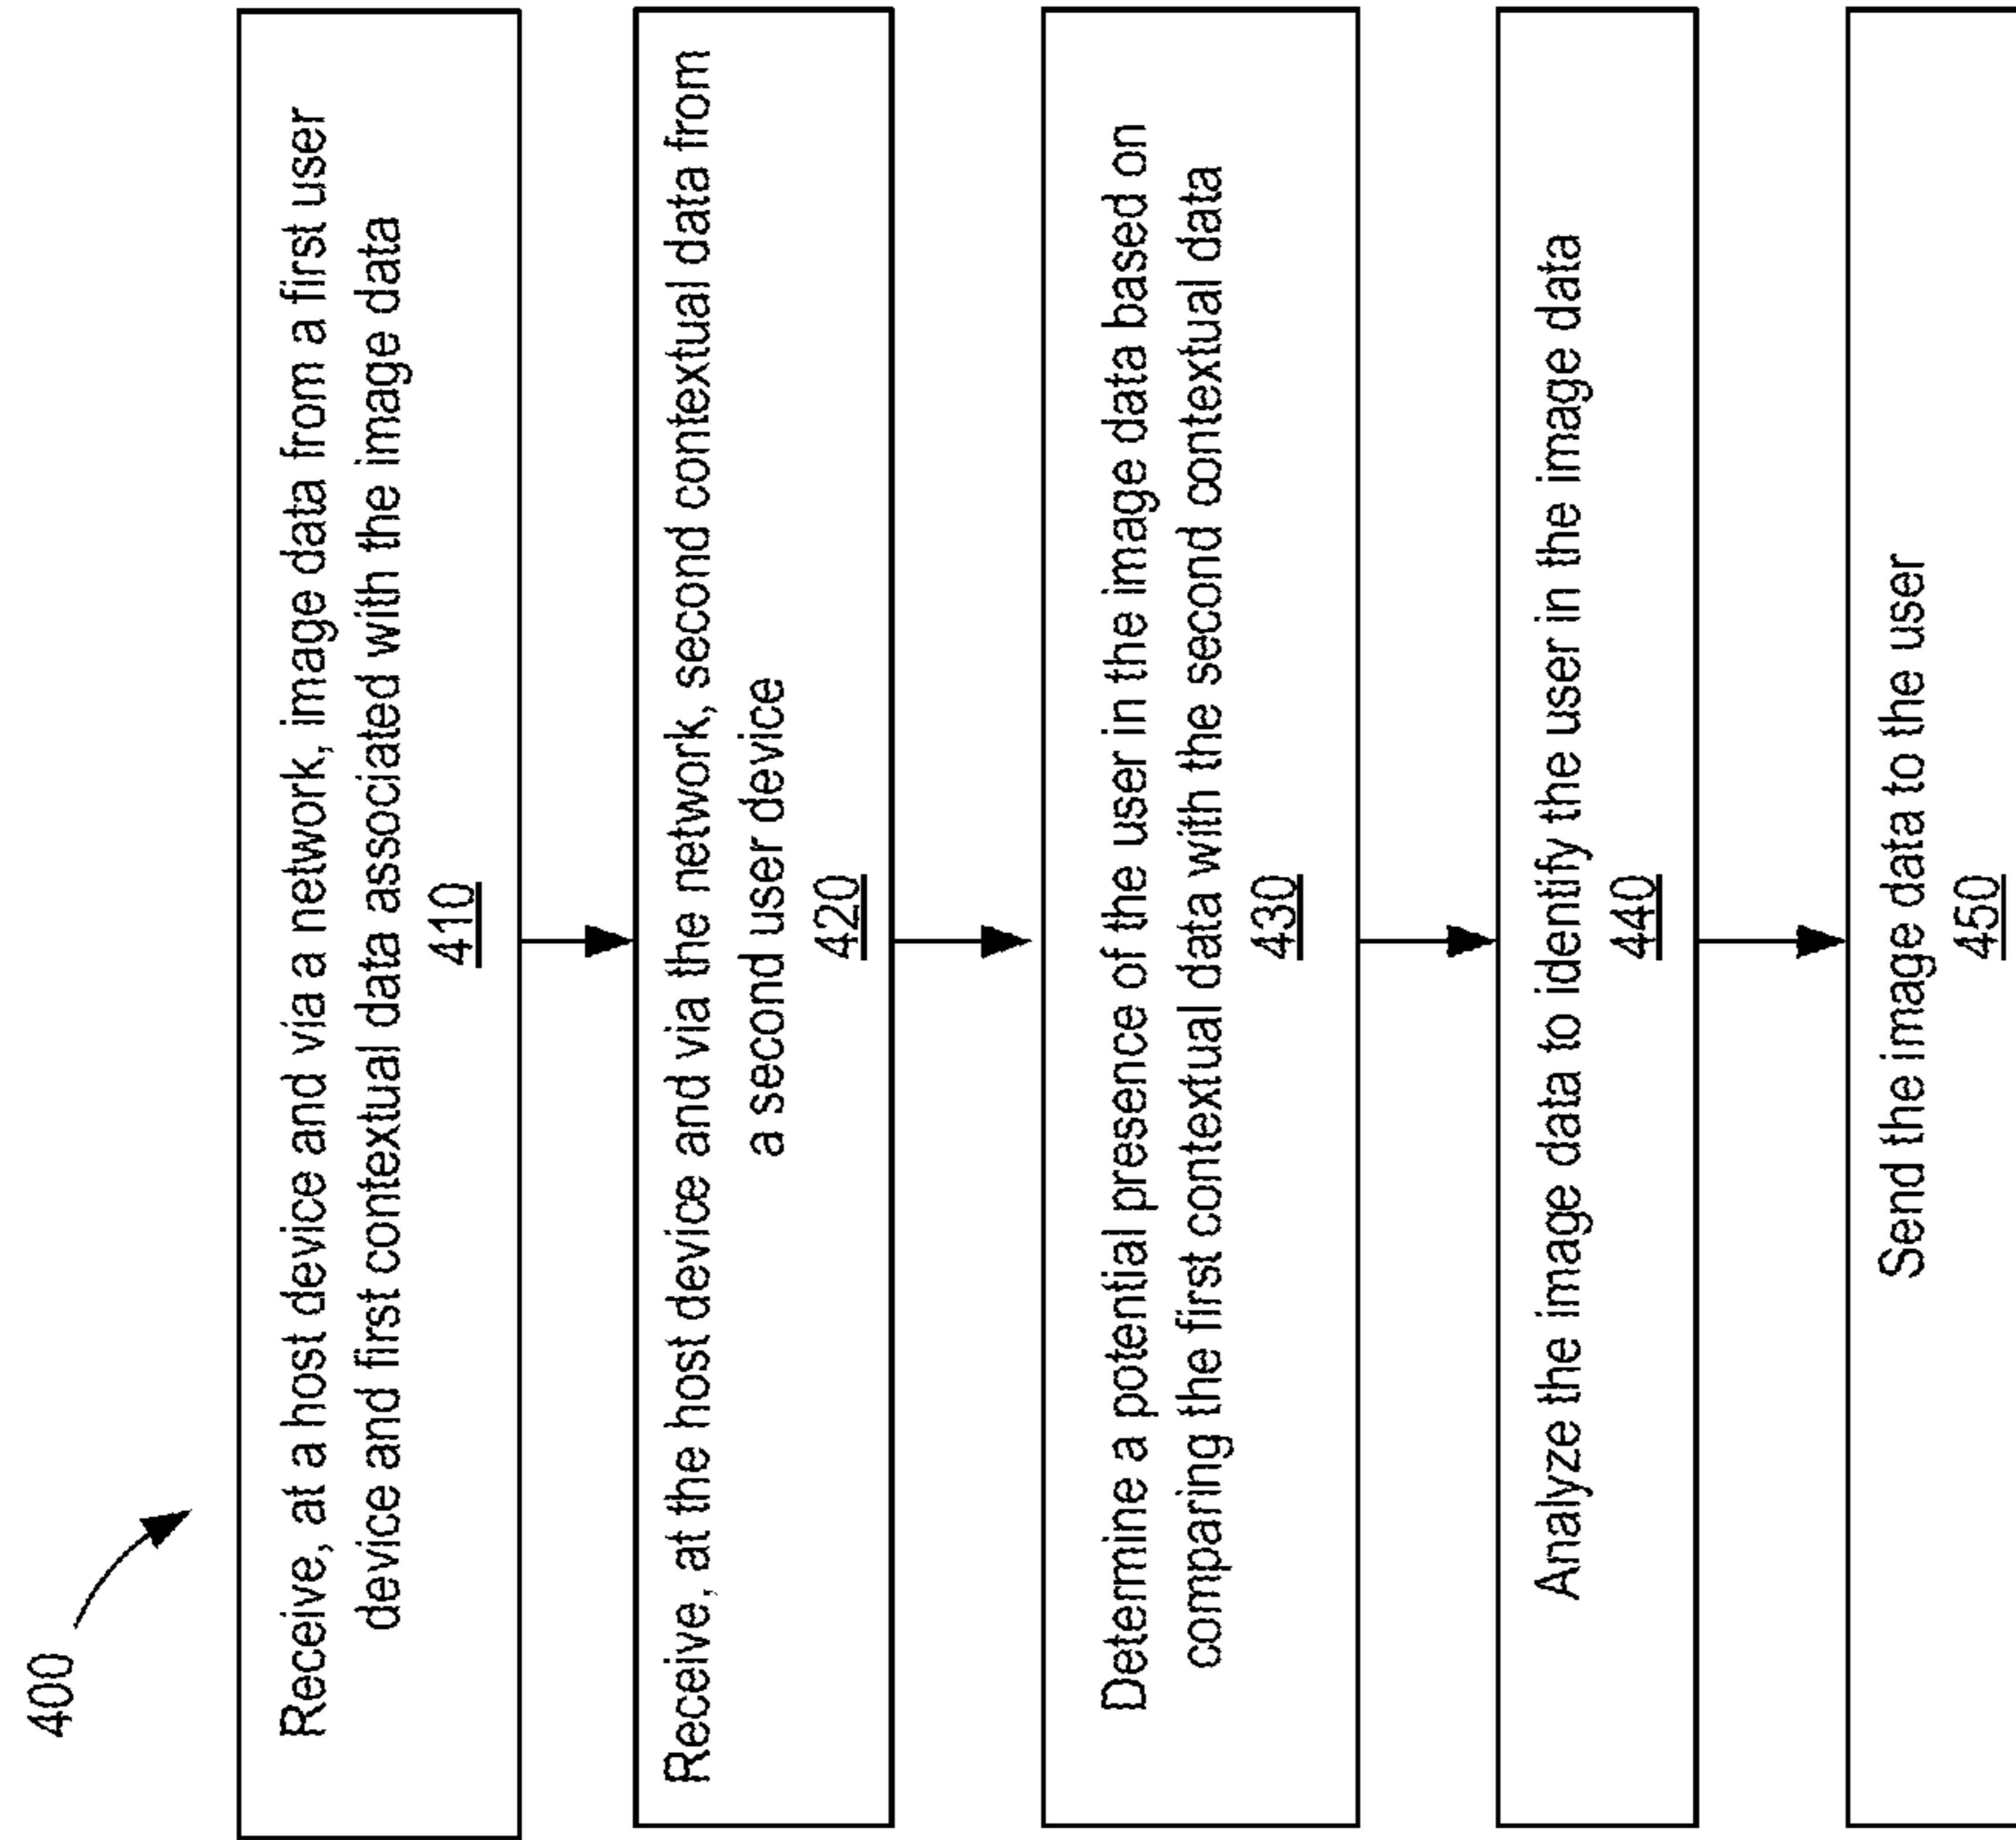 400
Receive, at a host device and via a network, image data from a first user
device and first contextual data associated with the image data
410
Receive, at the host device and via the network, second contextual data from
a second user device
420
Determine a potential presence of the user in the image data based on
comparing the first contextual data with the second contextual data
430
Analyze the image data to identify the user in the image data
440
Send the image data to the user
450